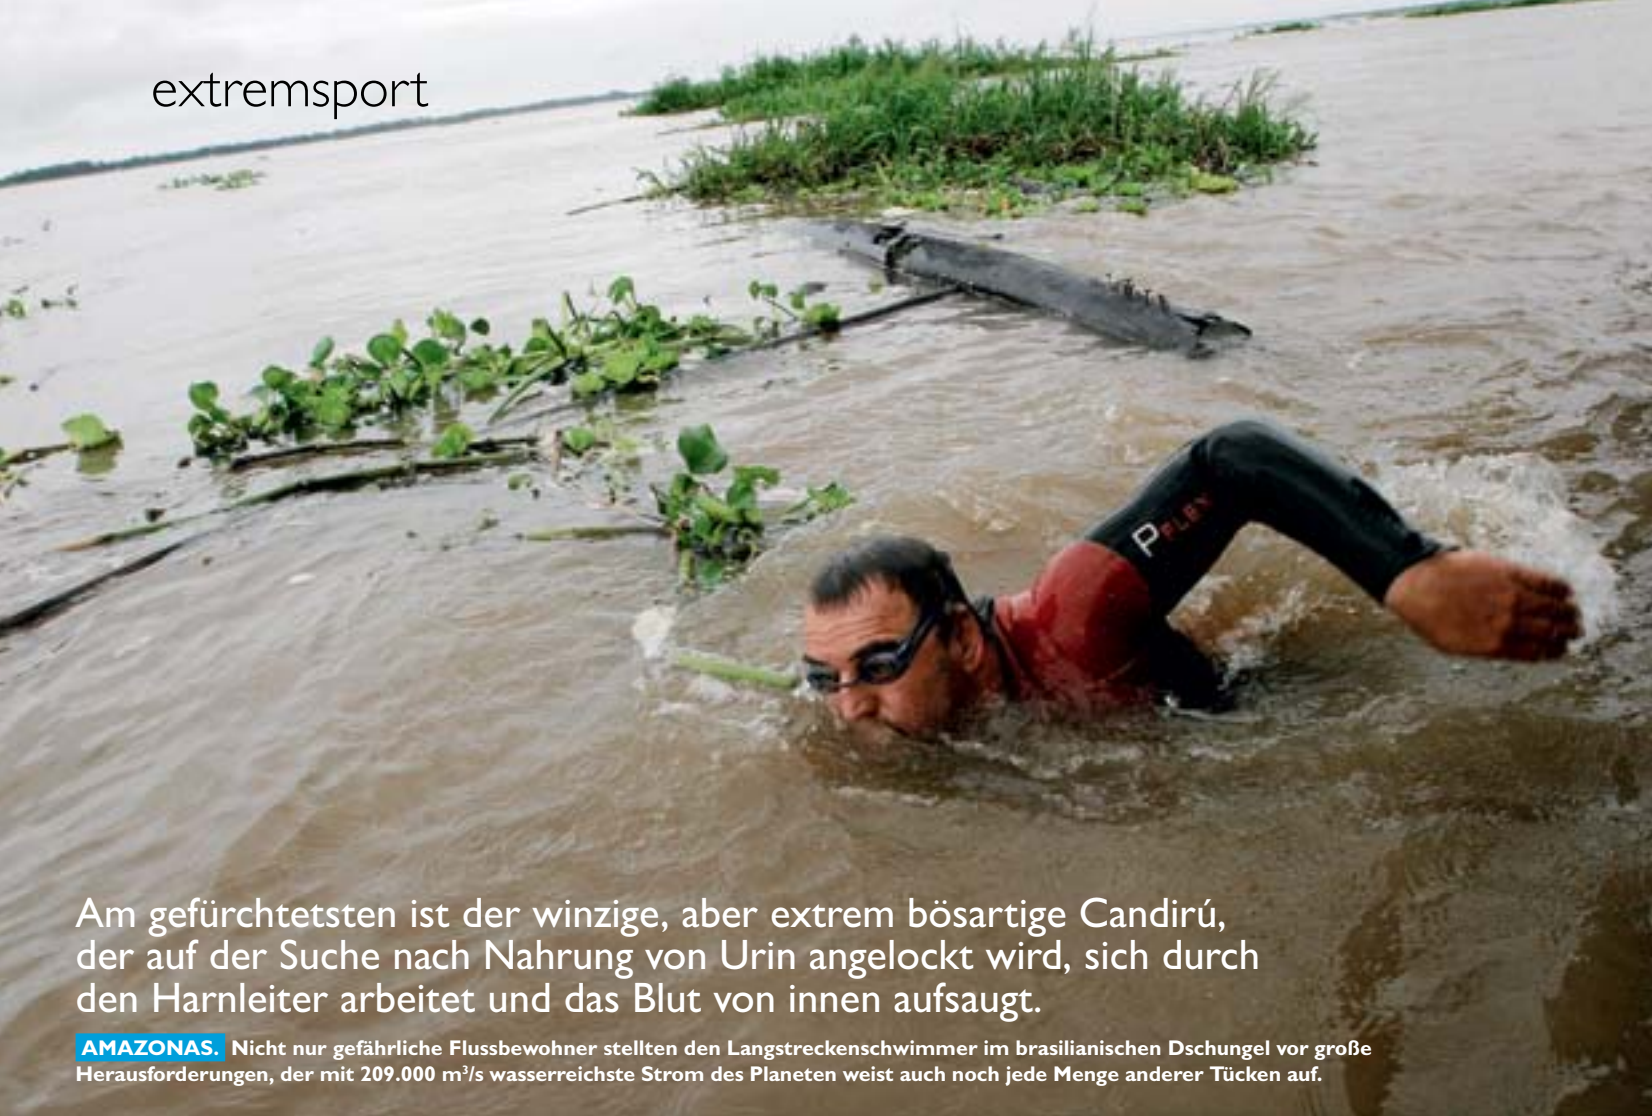 extremsport
PFLEX
Am gefürchtetsten ist der winzige, aber extrem bösartige Candirú,
der auf der Suche nach Nahrung von Urin angelockt wird, sich durch
den Harnleiter arbeitet und das Blut von innen aufsaugt.
AMAZONAS. Nicht nur gefährliche Flussbewohner stellten den Langstreckenschwimmer im brasilianischen Dschungel vor große
Herausforderungen, der mit 209.000 m³/s wasserreichste Strom des Planeten weist auch noch jede Menge anderer Tücken auf.